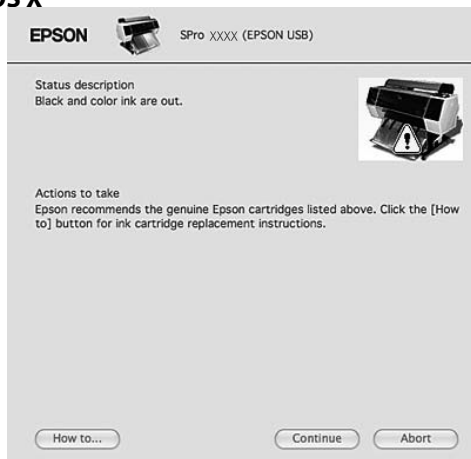 OS X
EPSON
SPro XXXX (EPSON USB)
Status description
Black and color ink are out.
Actions to take
Epson recommends the genuine Epson cartridges listed above. Click the [How
to] button for ink cartridge replacement instructions.
How to...
Continue
Abort